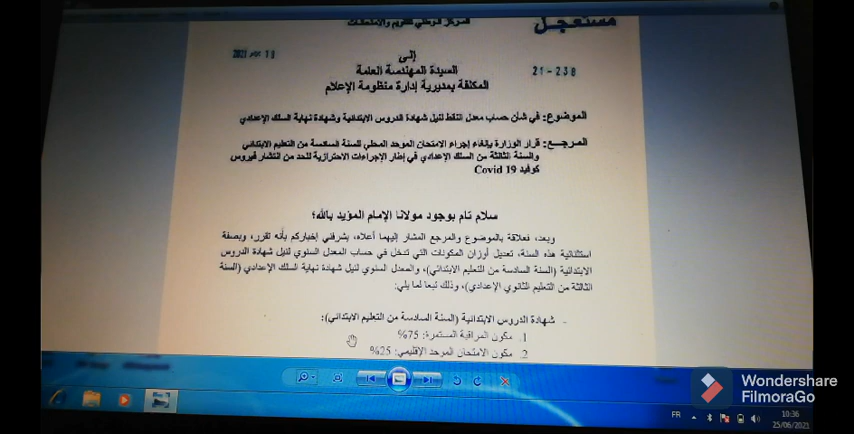 مستعجل
المركز الوطني للتقويم والامتحانات
إلى
السيدة المهندسة العامة
المكلفة بمديرية إدارة منظومة الإعلام
2021
21-238
الموضوع: في شأن حساب معدل النقط لنيل شهادة الدروس الابتدائية وشهادة نهاية السلك الإعدادي
المرجع: قرار الوزارة بإلغاء إجراء الامتحان الموحد المحلي للسنة السادسة من التعليم الابتدائي
والسنة الثالثة من السلك الإعدادي في إطار الإجراءات الاحترازية للحد من انتشار فيروس
كوفيد Covid 19
سلام تام بوجود مولانا الإمام المؤيد بالله؛
وبعد، فعلاقة بالموضوع والمرجع المشار إليهما أعلاه، يشرفني إخباركم بأنه تقرر، وبصفة
استثنائية هذه السنة، تعديل أوزان المكونات التي تدخل في حساب المعدل السنوي لنيل شهادة الدروس
الابتدائية (السنة السادسة من التعليم الابتدائي)، والمعدل السنوي لنيل شهادة نهاية السلك الإعدادي (السنة
الثالثة من التعليم الثانوي الإعدادي)، وذلك تبعا لما يلي:
- شهادة الدروس الابتدائية (السنة السادسة من التعليم الابتدائي):
1. مكون المراقبة المستمرة: 75%
2. مكون الامتحان الموحد الإقليمي: 25%
Wondershare
FilmoraGo
FR
10:36
25/06/2021